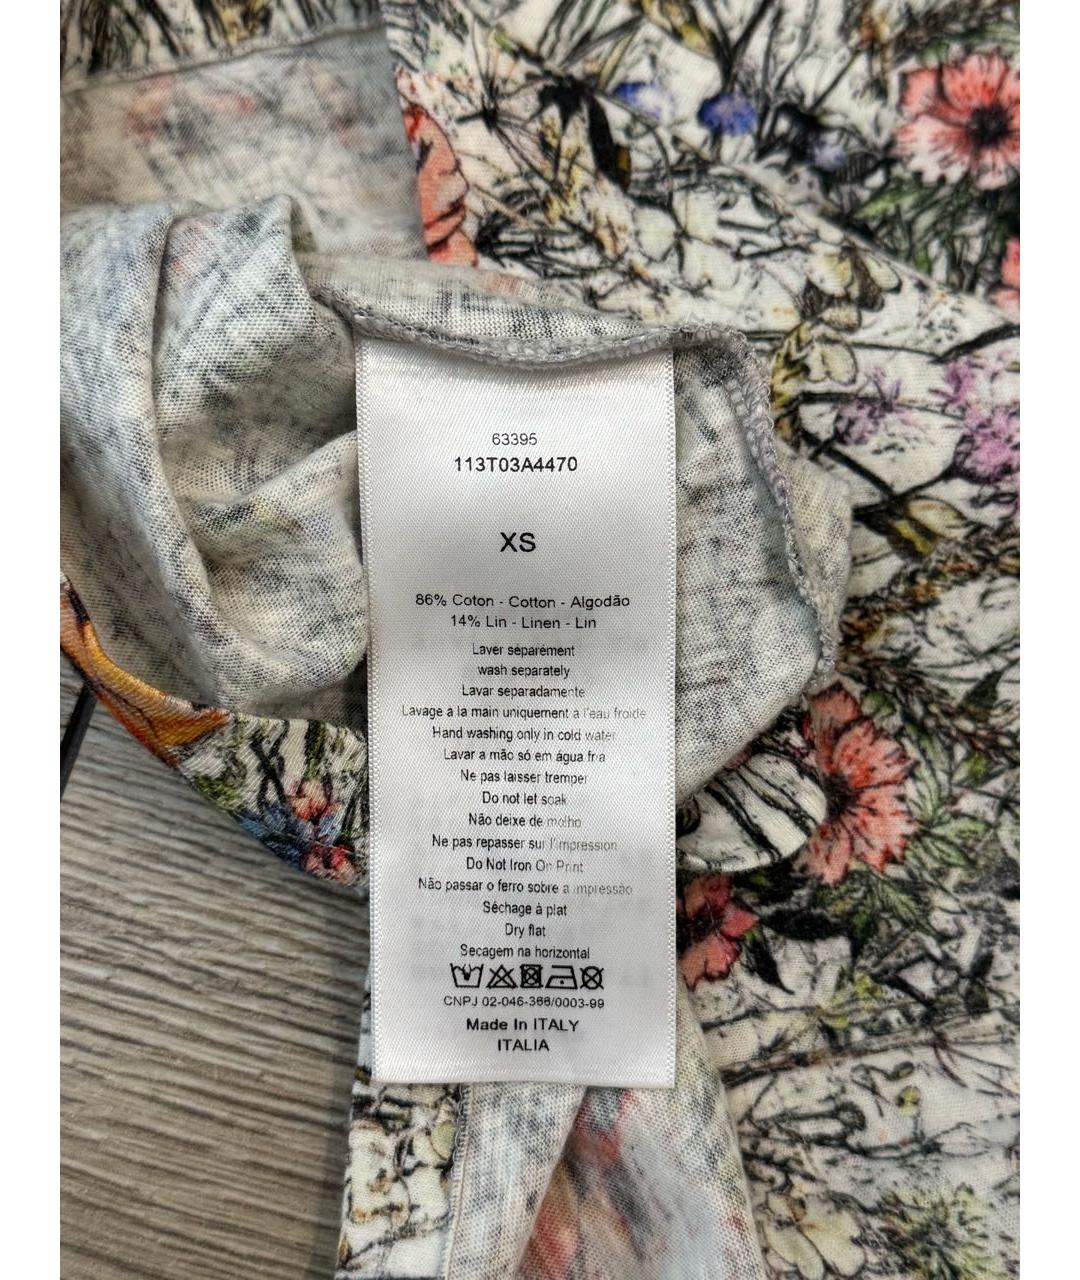 63395
113T03A4470
XS
86% Coton - Cotton - Algodão
14% Lin - Linen - Lin
Laver séparément
wash separately
Lavar separadamente
Lavage à la main uniquement à l'eau froide
Hand washing only in cold water
Lavar a mão só em água fria
Ne pas laisser tremper
Do not let soak
Não deixe de molho
Ne pas repasser sur l'impression
Do Not Iron On Print
Não passar o ferro sobre a impressão
Séchage à plat
Dry flat
Secagem na horizontal
CNPJ 02-046-366/0003-99
Made In ITALY
ITALIA